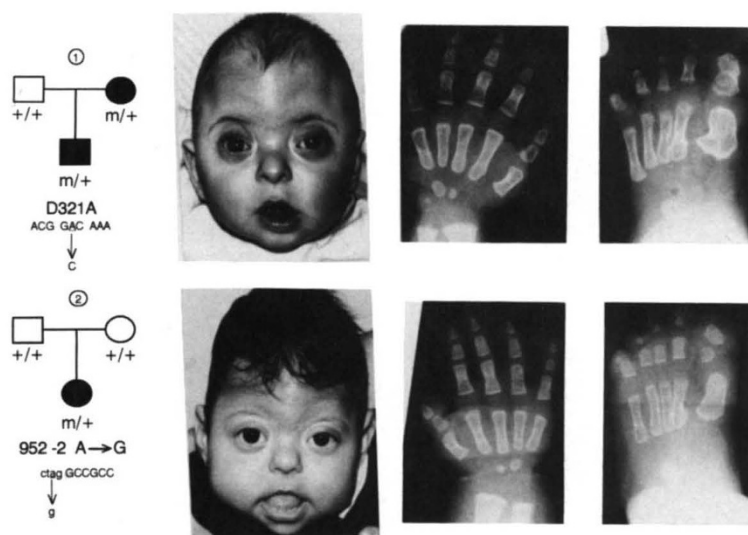 ①
+/+
m/+
m/+
D321A
ACG GAC AAA
C
②
+/+ +/+
m/+
952 -2 A→G
ctag GCCGCC
g